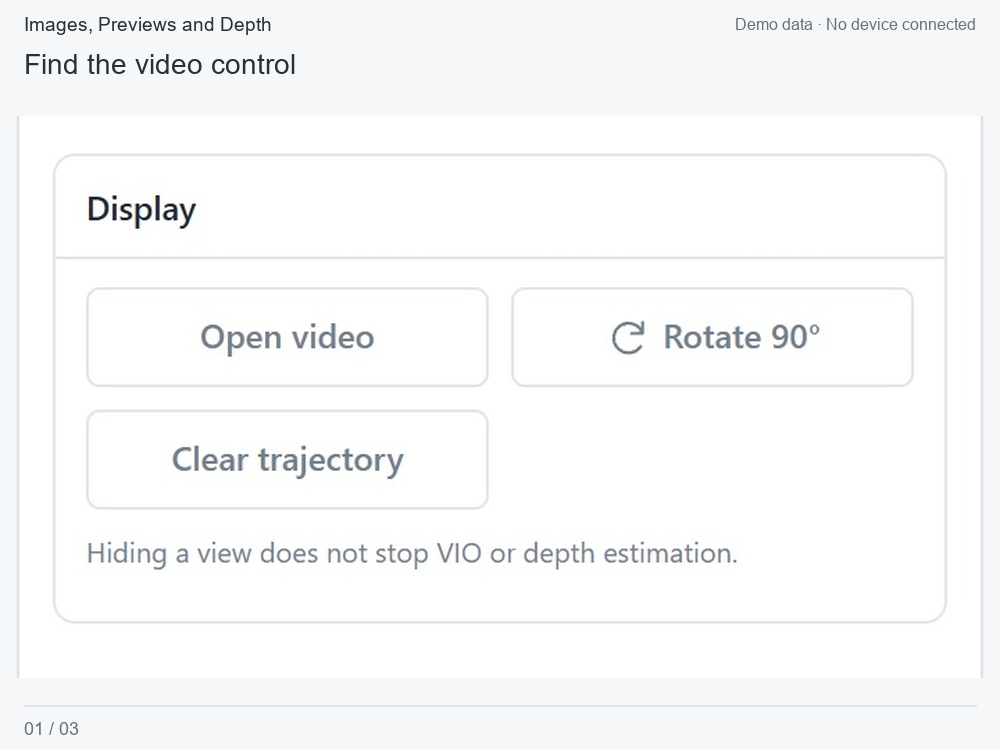 Images, Previews and Depth
Demo data · No device connected
Find the video control
Display
Open video
Rotate 90°
Clear trajectory
Hiding a view does not stop VIO or depth estimation.
01 / 03